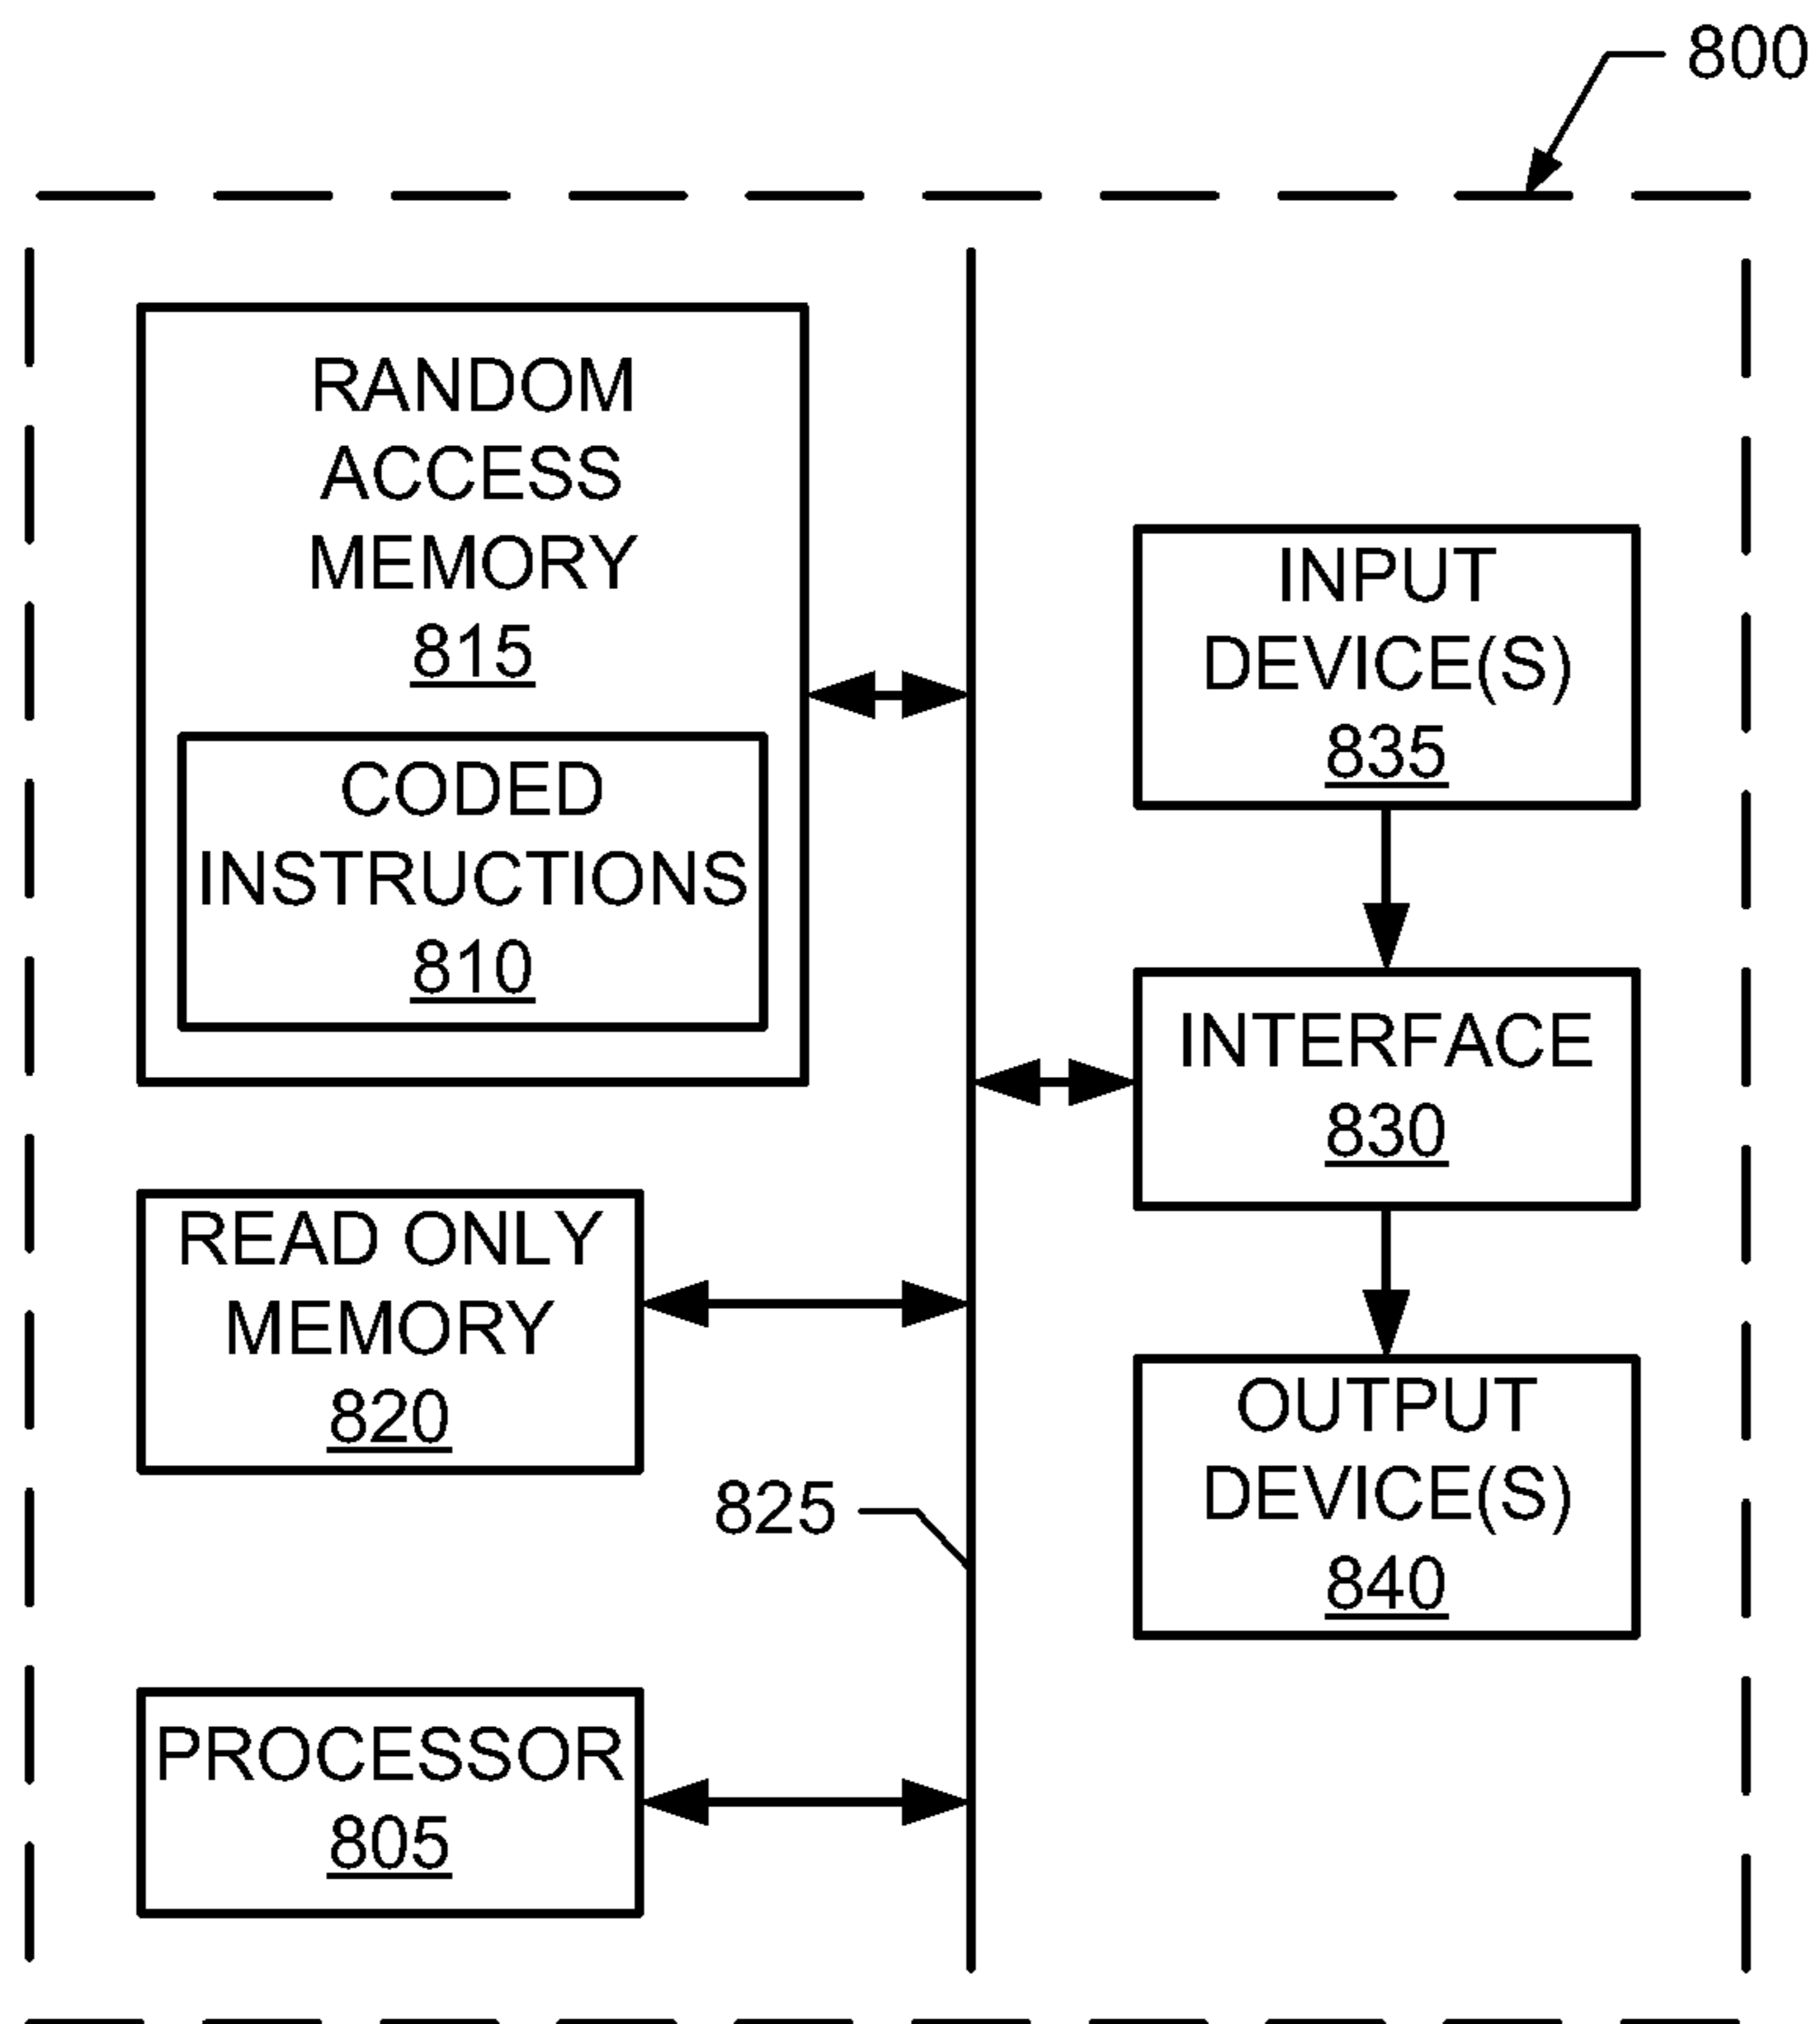 800
RANDOM
ACCESS
MEMORY
815
CODED
INSTRUCTIONS
810
READ ONLY
MEMORY
820
825
PROCESSOR
805
INPUT
DEVICE(S)
835
INTERFACE
830
OUTPUT
DEVICE(S)
840